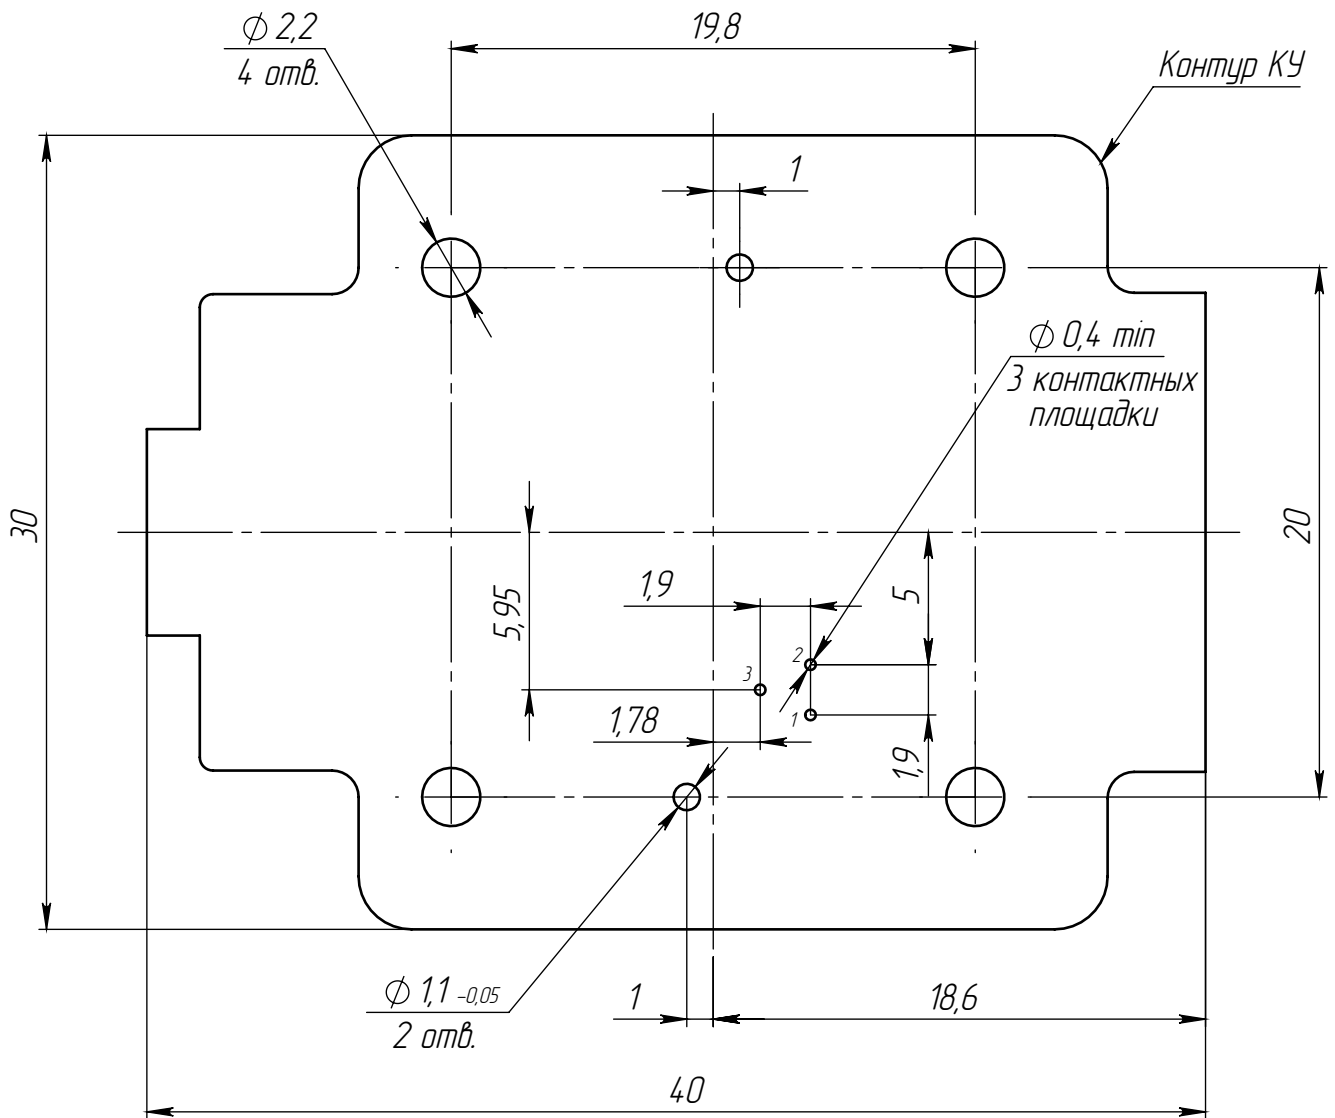 ⌀ 2,2
4 отв.
19,8
Контур КУ
1
⌀ 0,4 min
3 контактных
площадки
30
20
5,95
1,9
5
2
3
1
1,78
1,9
⌀ 1,1 -0,05
2 отв.
1
18,6
40